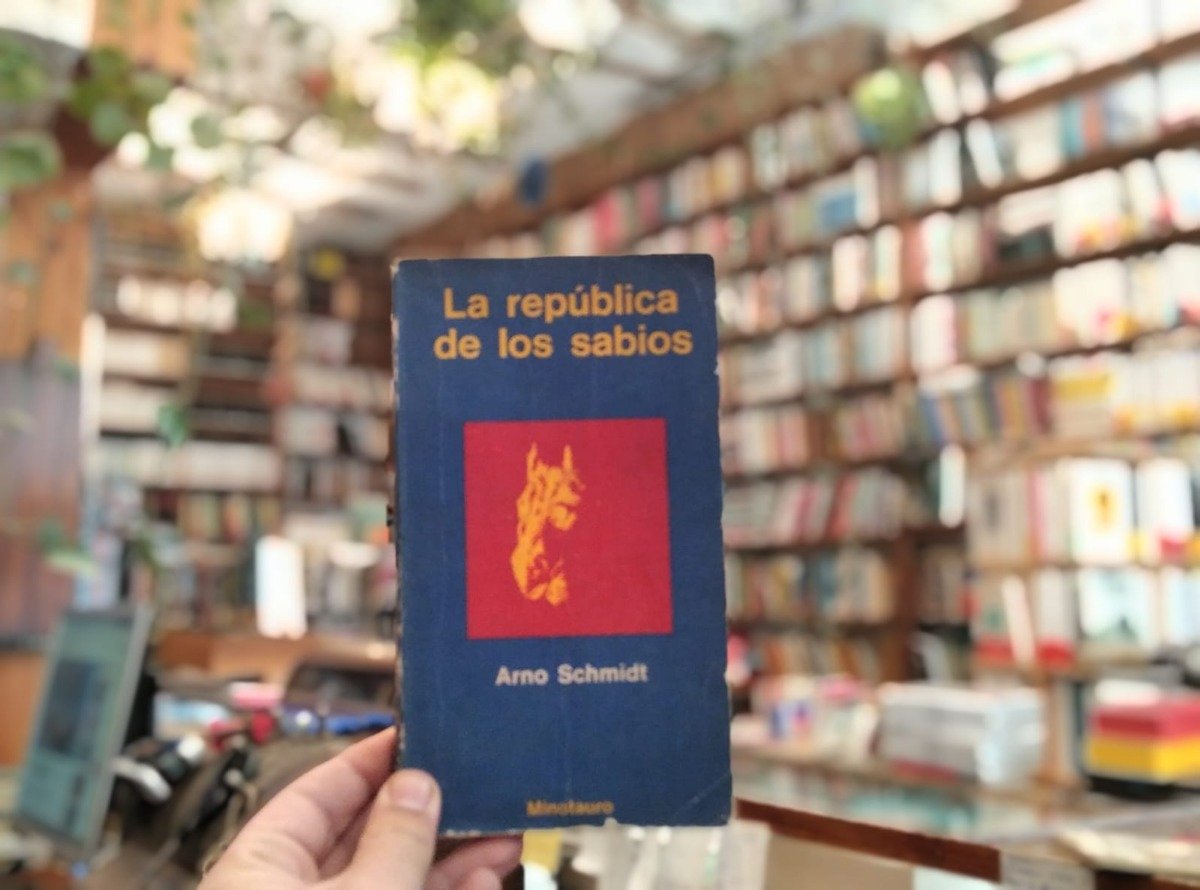 La república
de los sabios
Arno Schmidt
Minotauro